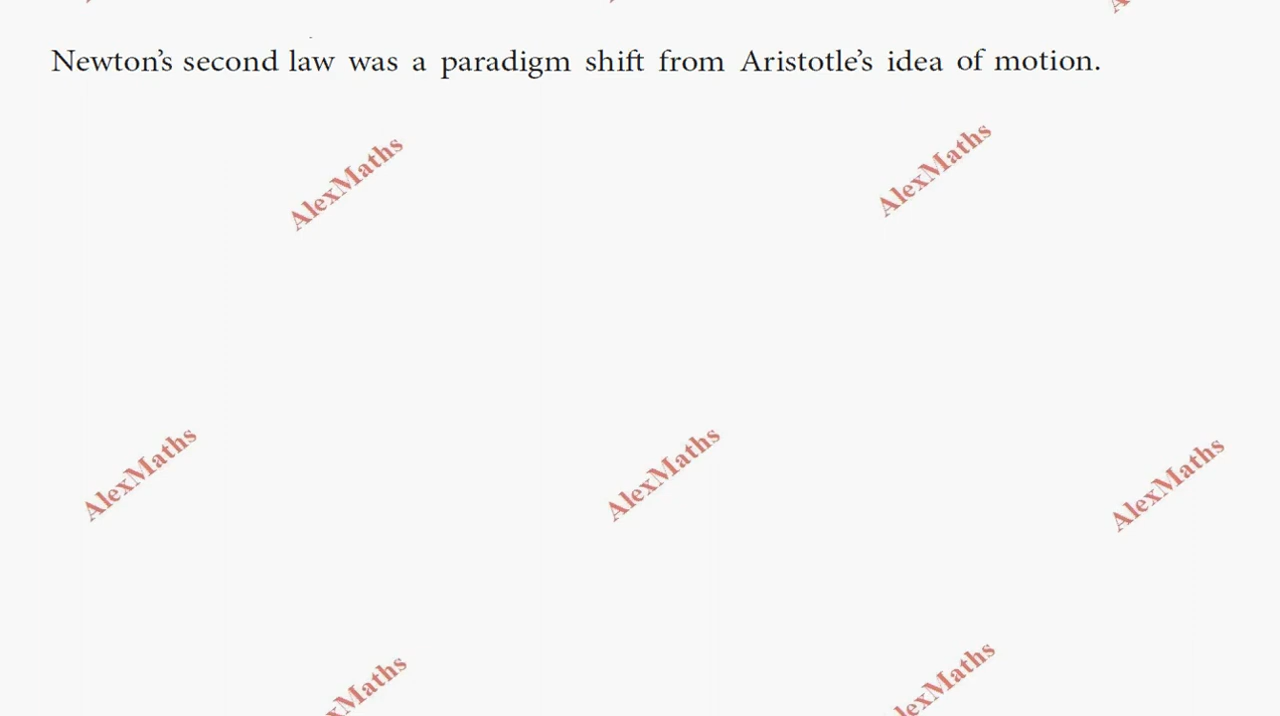 Newton's second law was a paradigm shift from Aristotle's idea of motion.
AlexMaths
AlexMaths
AlexMaths
AlexMaths
AlexMaths